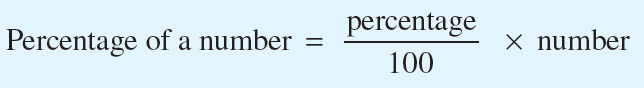 Percentage of a number = percentage/100 × number